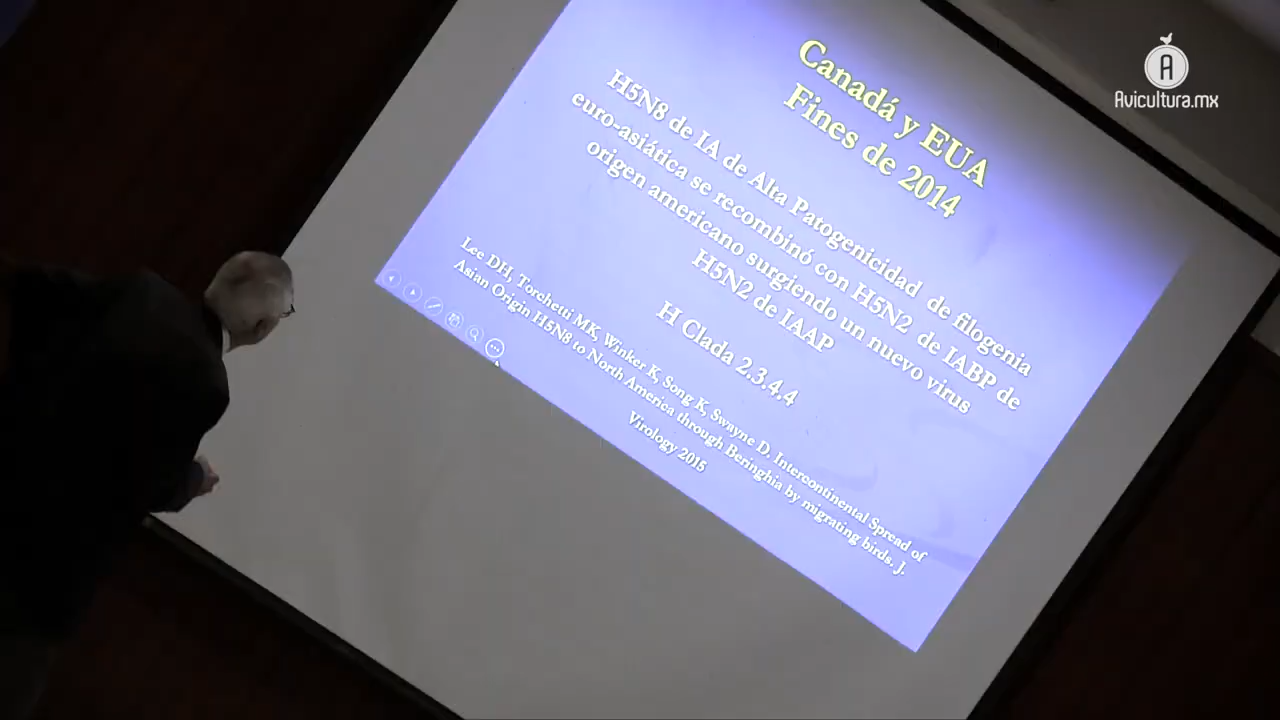 Canadá y EUA
Fines de 2014
H5N8 de IA de Alta Patogenicidad de filogenia
euro-asiática se recombinó con H5N2 de IABP de
origen americano surgiendo un nuevo virus
H5N2 de IAAP
H Clada 2.3.4.4
Lee DH, Torchetti MK, Winker K, Song K, Swayne D. Intercontinental Spread of
Asian Origin H5N8 to North America through Beringhia by migrating birds. J.
Virology 2015
A
Avicultura.mx